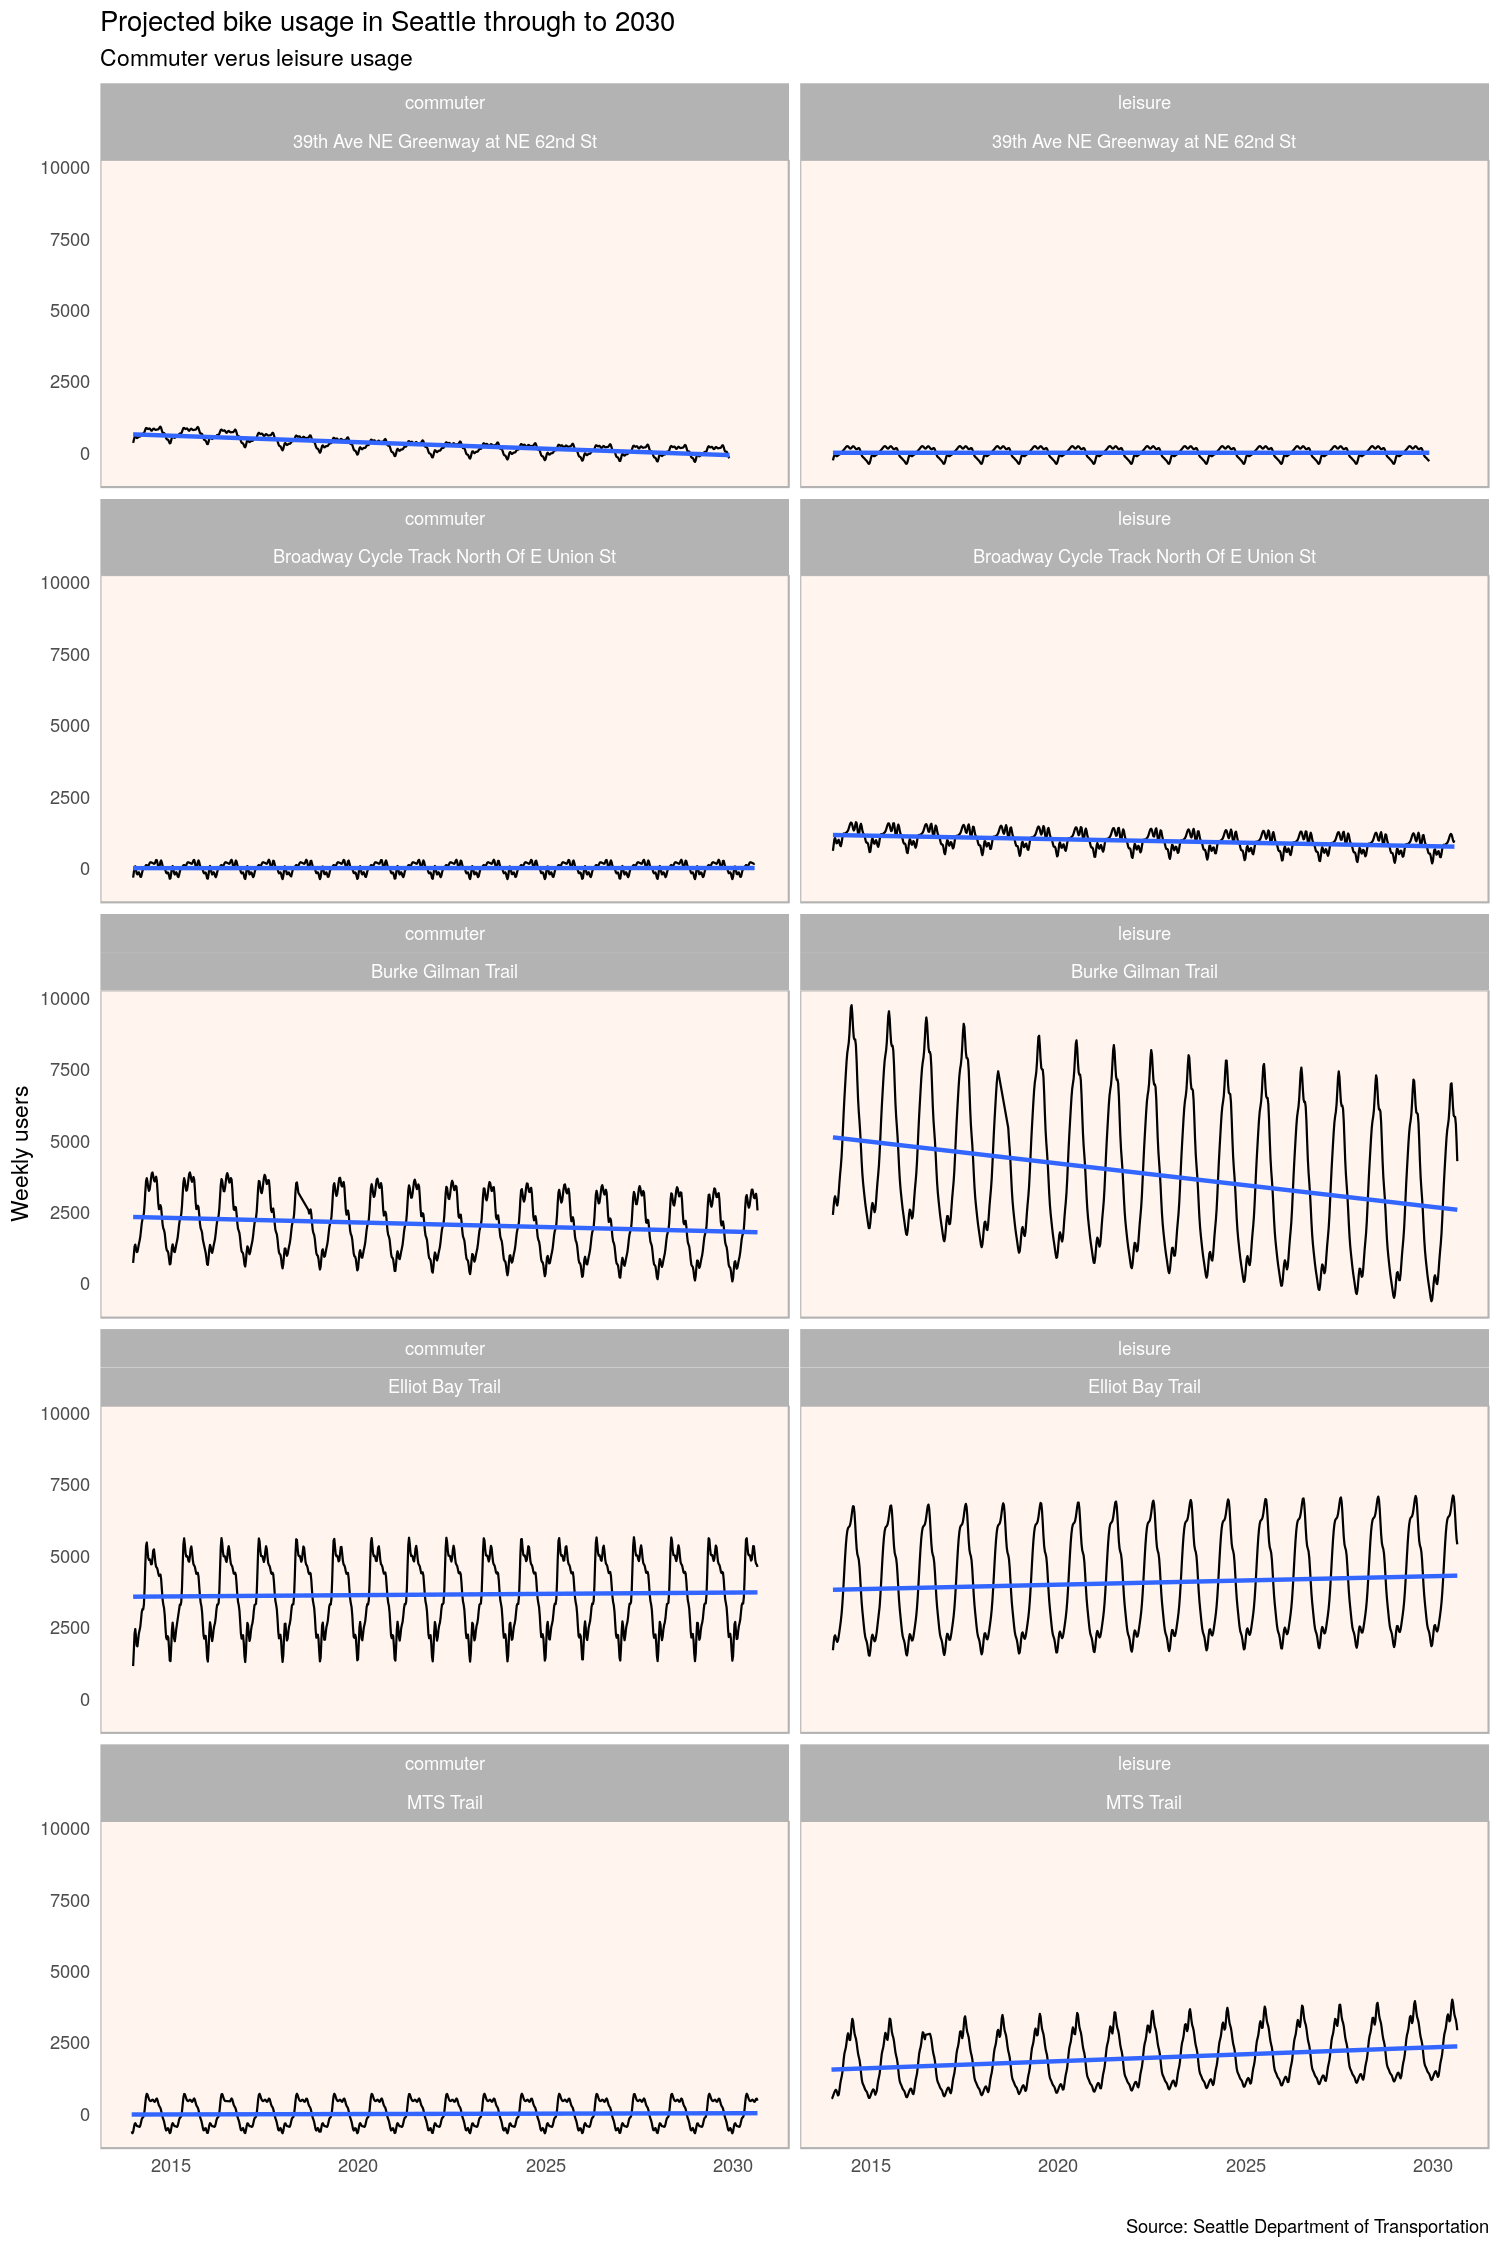 Projected bike usage in Seattle through to 2030
Commuter verus leisure usage
commuter
39th Ave NE Greenway at NE 62nd St
leisure
39th Ave NE Greenway at NE 62nd St
10000
7500
5000
2500
0
commuter
Broadway Cycle Track North Of E Union St
leisure
Broadway Cycle Track North Of E Union St
10000
7500
5000
2500
0
commuter
Burke Gilman Trail
leisure
Burke Gilman Trail
10000
7500
5000
2500
0
Weekly users
commuter
Elliot Bay Trail
leisure
Elliot Bay Trail
10000
7500
5000
2500
0
commuter
MTS Trail
leisure
MTS Trail
10000
7500
5000
2500
0
2015 2020 2025 2030
2015 2020 2025 2030
Source: Seattle Department of Transportation